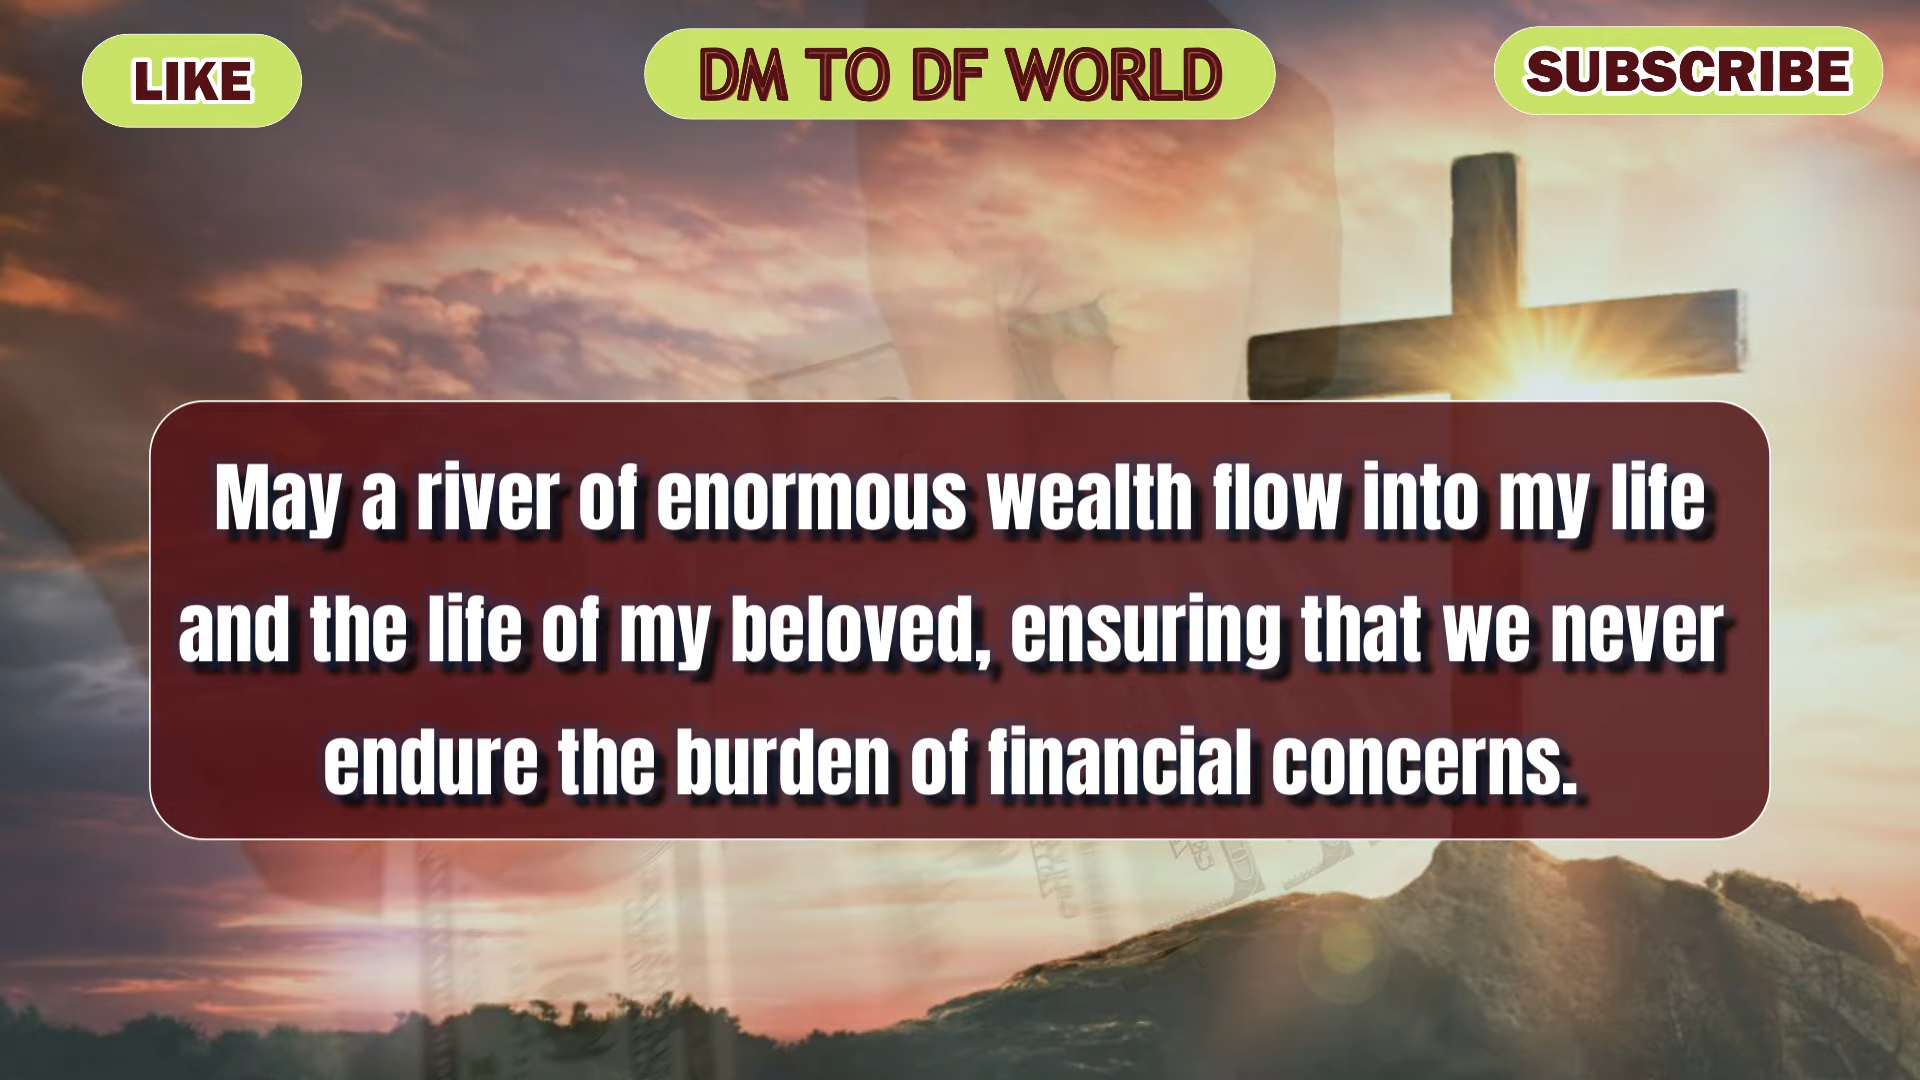 LIKE
DM TO DF WORLD
SUBSCRIBE
May a river of enormous wealth flow into my life
and the life of my beloved, ensuring that we never
endure the burden of financial concerns.